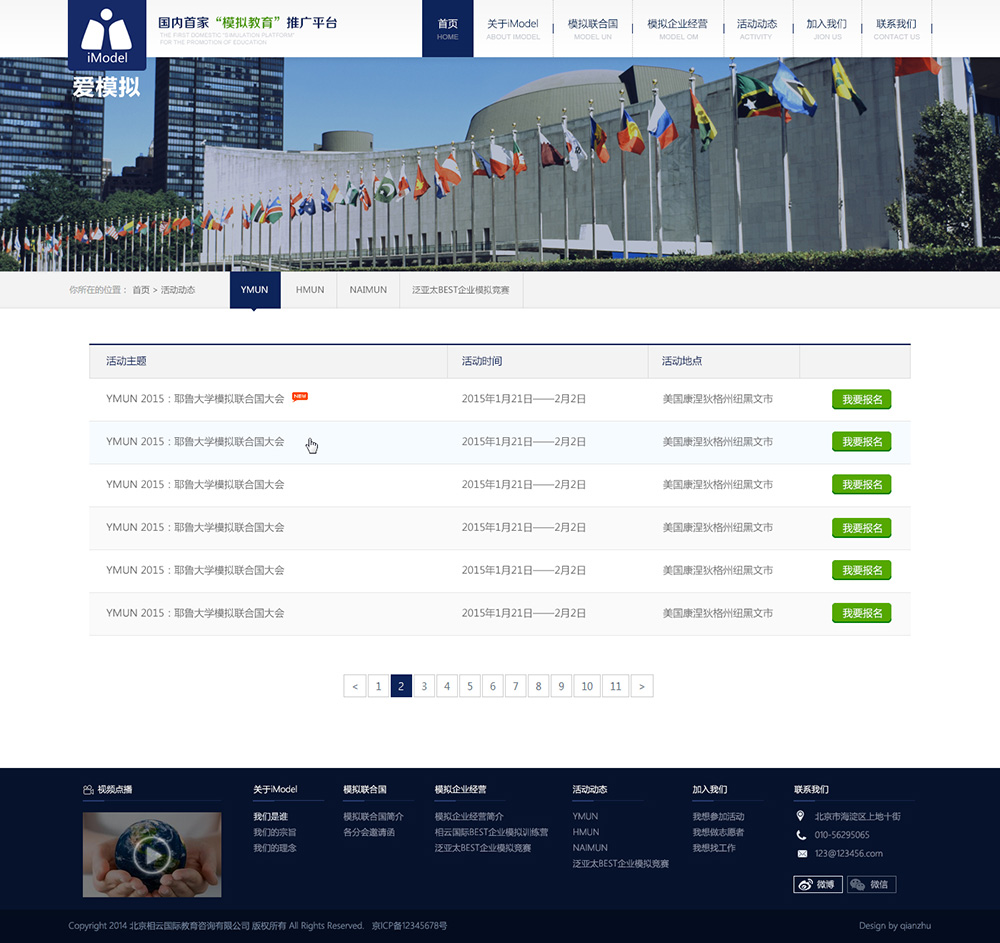 iModel
爱模拟
国内首家“模拟教育”推广平台
THE FIRST DOMESTIC "SIMULATION PLATFORM"
FOR THE PROMOTION OF EDUCATION
首页 关于iModel 模拟联合国 模拟企业经营 活动动态 加入我们 联系我们
HOME ABOUT IMODEL MODEL UN MODEL OM ACTIVITY JION US CONTACT US
你所在的位置： 首页 > 活动动态 YMUN HMUN NAIMUN 泛亚太BEST企业模拟竞赛
活动主题 活动时间 活动地点
YMUN 2015：耶鲁大学模拟联合国大会 NEW 2015年1月21日——2月2日 美国康涅狄格州纽黑文市 我要报名
YMUN 2015：耶鲁大学模拟联合国大会 2015年1月21日——2月2日 美国康涅狄格州纽黑文市 我要报名
YMUN 2015：耶鲁大学模拟联合国大会 2015年1月21日——2月2日 美国康涅狄格州纽黑文市 我要报名
YMUN 2015：耶鲁大学模拟联合国大会 2015年1月21日——2月2日 美国康涅狄格州纽黑文市 我要报名
YMUN 2015：耶鲁大学模拟联合国大会 2015年1月21日——2月2日 美国康涅狄格州纽黑文市 我要报名
YMUN 2015：耶鲁大学模拟联合国大会 2015年1月21日——2月2日 美国康涅狄格州纽黑文市 我要报名
< 1 2 3 4 5 6 7 8 9 10 11 >
视频点播 关于iModel 模拟联合国 模拟企业经营 活动动态 加入我们 联系我们
我们是谁 模拟联合国简介 模拟企业经营简介 YMUN 我想参加活动 北京市海淀区上地十街
我们的宗旨 各分会邀请函 相云国际BEST企业模拟训练营 HMUN 我想做志愿者 010-56295065
我们的理念 泛亚太BEST企业模拟竞赛 NAIMUN 我想找工作 123@123456.com
泛亚太BEST企业模拟竞赛
微博 微信
Copyright 2014 北京相云国际教育咨询有限公司 版权所有 All Rights Reserved. 京ICP备12345678号 Design by qianzhu